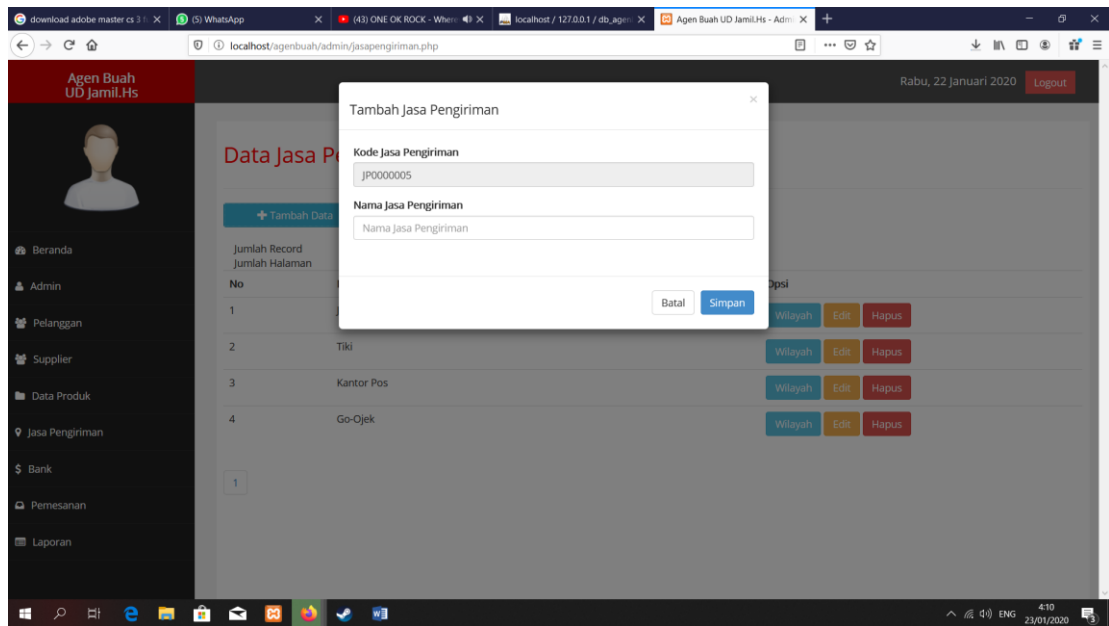 download adobe master cs 3 f
(5) WhatsApp
(43) ONE OK ROCK - Where
localhost / 127.0.0.1 / db_agen
Agen Buah UD Jamil.Hs - Adm
localhost/agenbuah/admin/jasapengiriman.php
Agen Buah
UD Jamil.Hs
Rabu, 22 Januari 2020 Logout
Beranda
Admin
Pelanggan
Supplier
Data Produk
Jasa Pengiriman
$ Bank
Pemesanan
Laporan
Data Jasa P
+ Tambah Data
Jumlah Record
Jumlah Halaman
No
Opsi
1
Wilayah Edit Hapus
2 Tiki Wilayah Edit Hapus
3 Kantor Pos Wilayah Edit Hapus
4 Go-Ojek Wilayah Edit Hapus
1
Tambah Jasa Pengiriman ×
Kode Jasa Pengiriman
JP0000005
Nama Jasa Pengiriman
Nama Jasa Pengiriman
Batal Simpan
ENG
4:10
23/01/2020
3